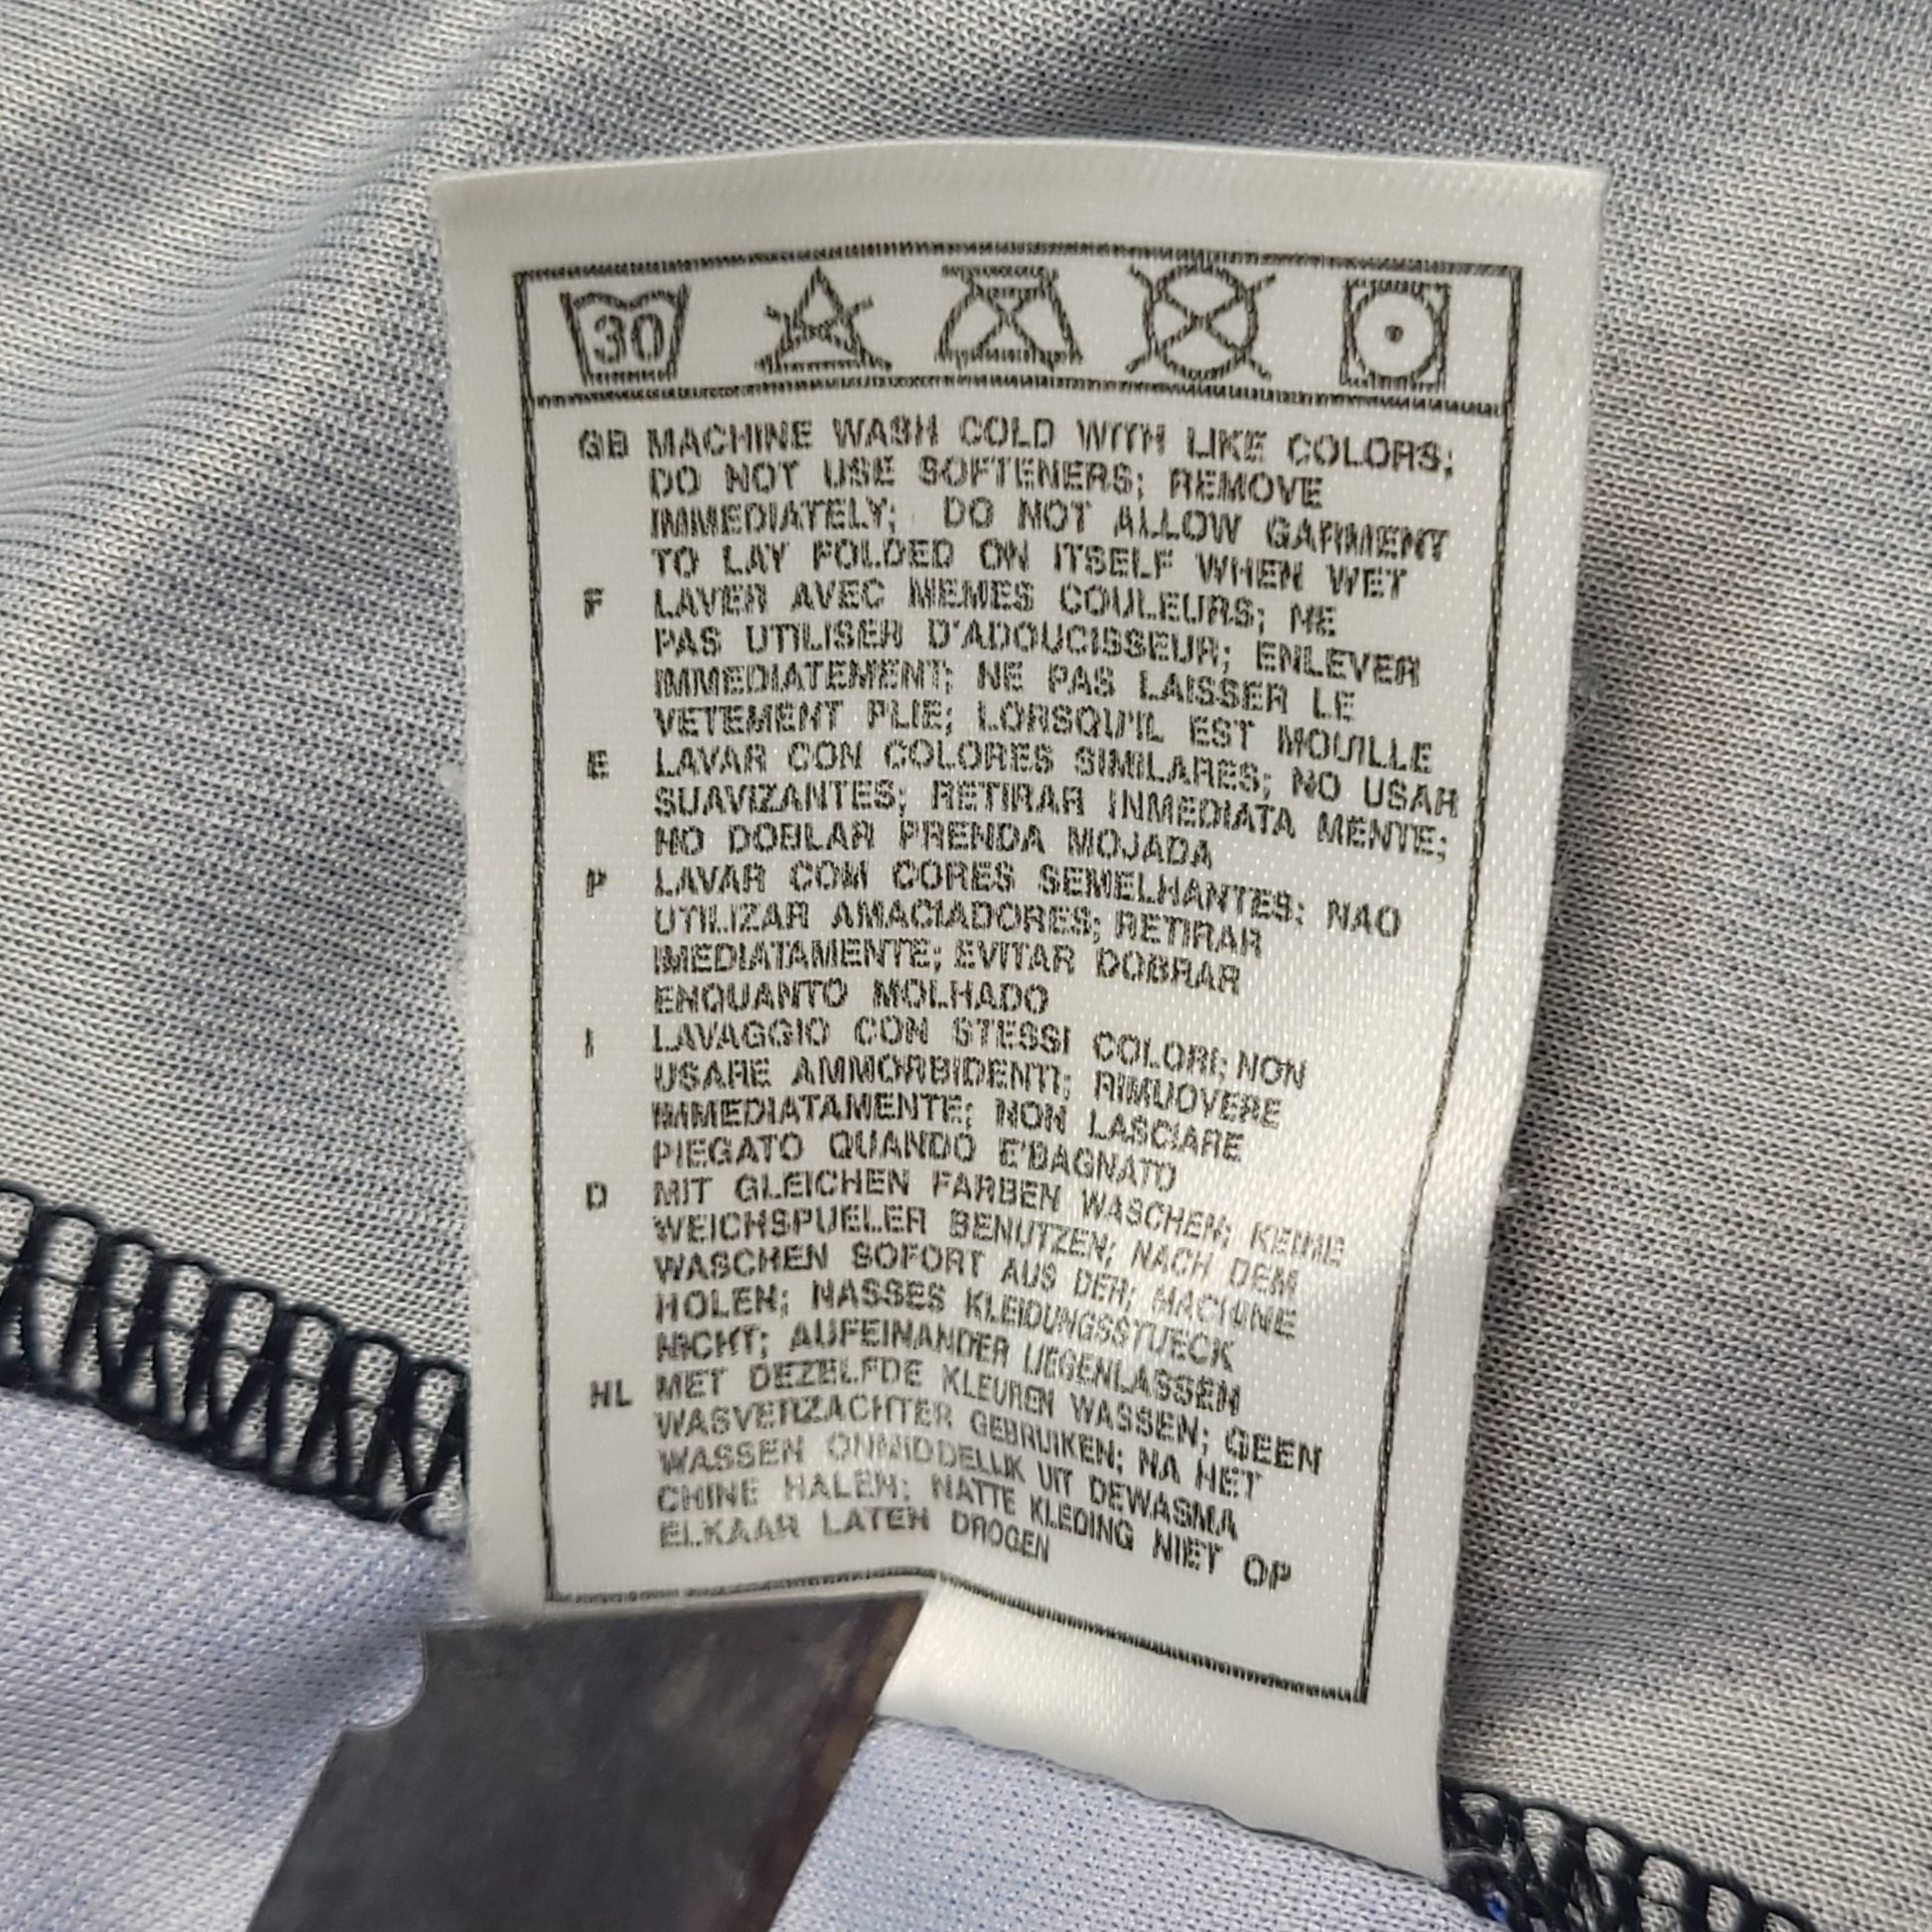 30
GB MACHINE WASH COLD WITH LIKE COLORS;
DO NOT USE SOFTENERS; REMOVE
IMMEDIATELY; DO NOT ALLOW GARMENT
TO LAY FOLDED ON ITSELF WHEN WET
F LAVER AVEC MEMES COULEURS; NE
PAS UTILISER D'ADOUCISSEUR; ENLEVER
IMMEDIATEMENT; NE PAS LAISSER LE
VETEMENT PLIE; LORSQU'IL EST MOUILLE
E LAVAR CON COLORES SIMILARES; NO USAR
SUAVIZANTES; RETIRAR INMEDIATA MENTE;
NO DOBLAR PRENDA MOJADA
P LAVAR COM CORES SEMELHANTES; NAO
UTILIZAR AMACIADORES; RETIRAR
IMEDIATAMENTE; EVITAR DOBRAR
ENQUANTO MOLHADO
I LAVAGGIO CON STESSI COLORI; NON
USARE AMMORBIDENTI; RIMUOVERE
IMMEDIATAMENTE; NON LASCIARE
PIEGATO QUANDO E'BAGNATO
D MIT GLEICHEN FARBEN WASCHEN; KEINE
WEICHSPUELER BENUTZEN; NACH DEM
WASCHEN SOFORT AUS DER; MACHINE
HOLEN; NASSES KLEIDUNGSSTUECK
NICHT; AUFEINANDER LIEGENLASSEN
NL MET DEZELFDE KLEUREN WASSEN; GEEN
WASVERZACHTER GEBRUIKEN; NA HET
WASSEN ONMIDDELLIK UIT DEWASMA
CHINE HALEN; NATTE KLEDING NIET OP
ELKAAR LATEN DROGEN